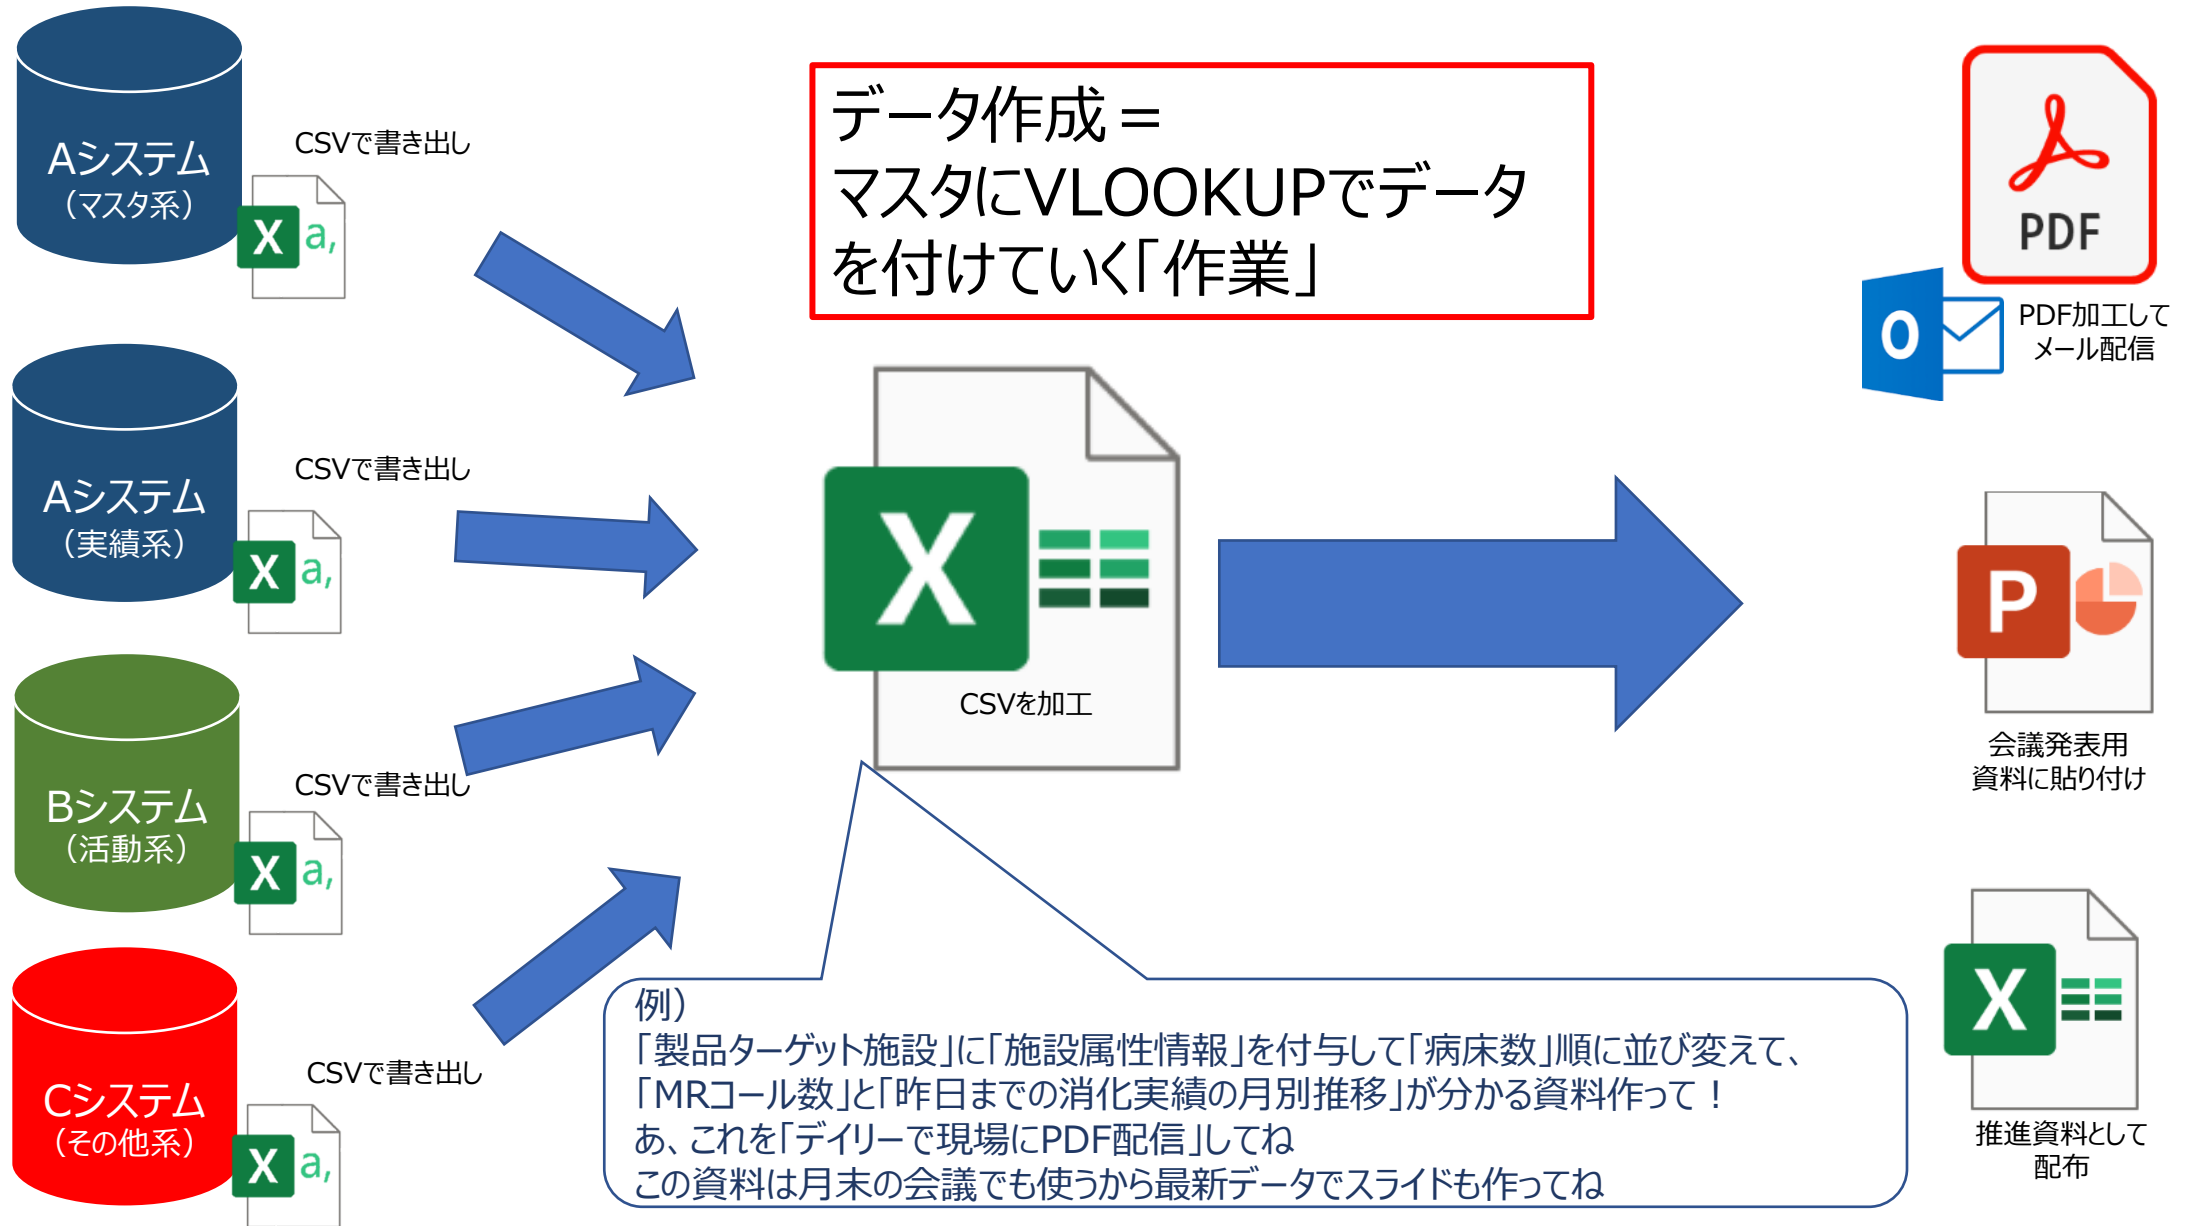 Aシステム
（マスタ系）
CSVで書き出し
X a,
Aシステム
（実績系）
CSVで書き出し
X a,
Bシステム
（活動系）
CSVで書き出し
X a,
Cシステム
（その他系）
CSVで書き出し
X a,
データ作成＝
マスタにVLOOKUPでデータ
を付けていく「作業」
X
CSVを加工
例）
「製品ターゲット施設」に「施設属性情報」を付与して「病床数」順に並び変えて、
「MRコール数」と「昨日までの消化実績の月別推移」が分かる資料作って！
あ、これを「デイリーで現場にPDF配信」してね
この資料は月末の会議でも使うから最新データでスライドも作ってね
PDF
O
PDF加工して
メール配信
P
会議発表用
資料に貼り付け
X
推進資料として
配布